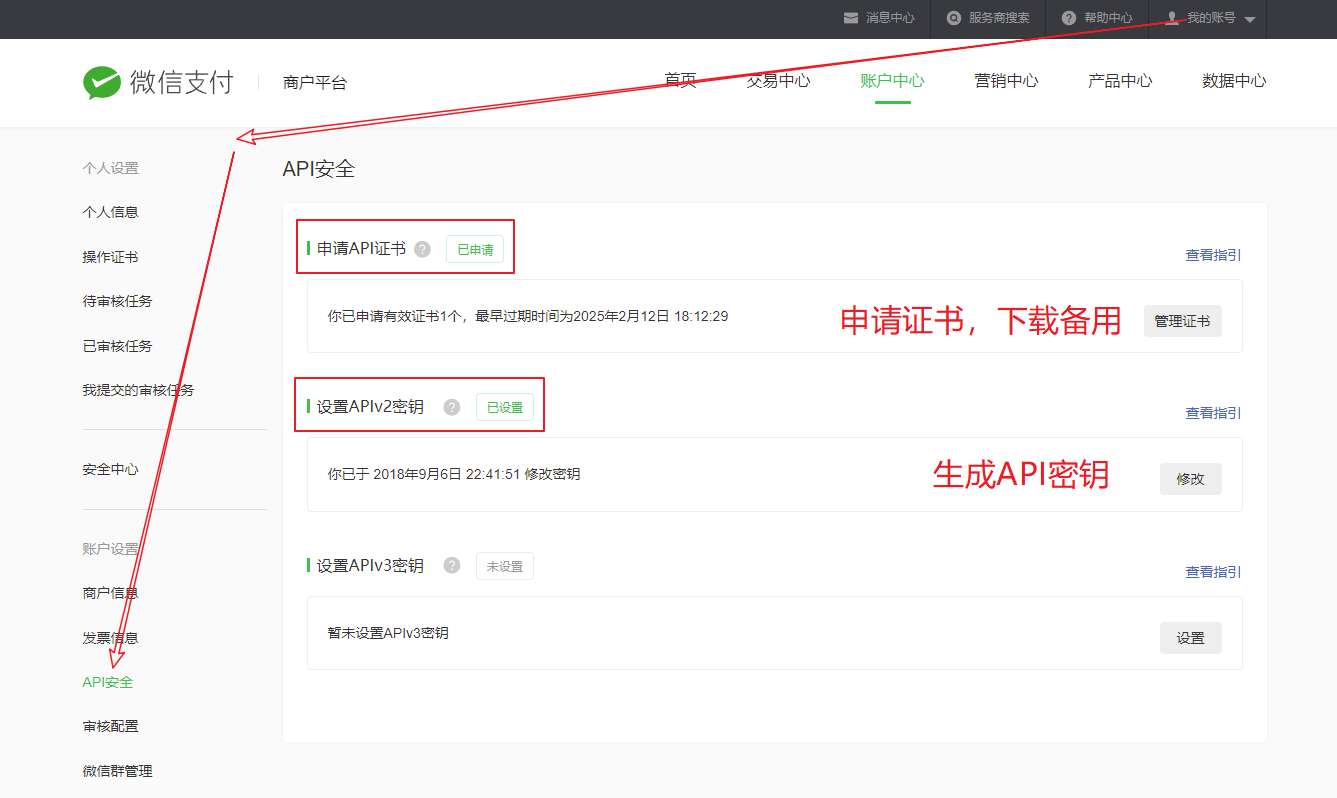 消息中心 服务商搜索 帮助中心 我的账号
微信支付 商户平台 首页 交易中心 账户中心 营销中心 产品中心 数据中心
个人设置
个人信息
操作证书
待审核任务
已审核任务
我提交的审核任务
安全中心
账户设置
商户信息
发票信息
API安全
审核配置
微信群管理
API安全
申请API证书 ? 已申请 查看指引
你已申请有效证书1个，最早过期时间为2025年2月12日 18:12:29
申请证书，下载备用
管理证书
设置APIv2密钥 ? 已设置 查看指引
你已于 2018年9月6日 22:41:51 修改密钥
生成API密钥
修改
设置APIv3密钥 ? 未设置 查看指引
暂未设置APIv3密钥
设置